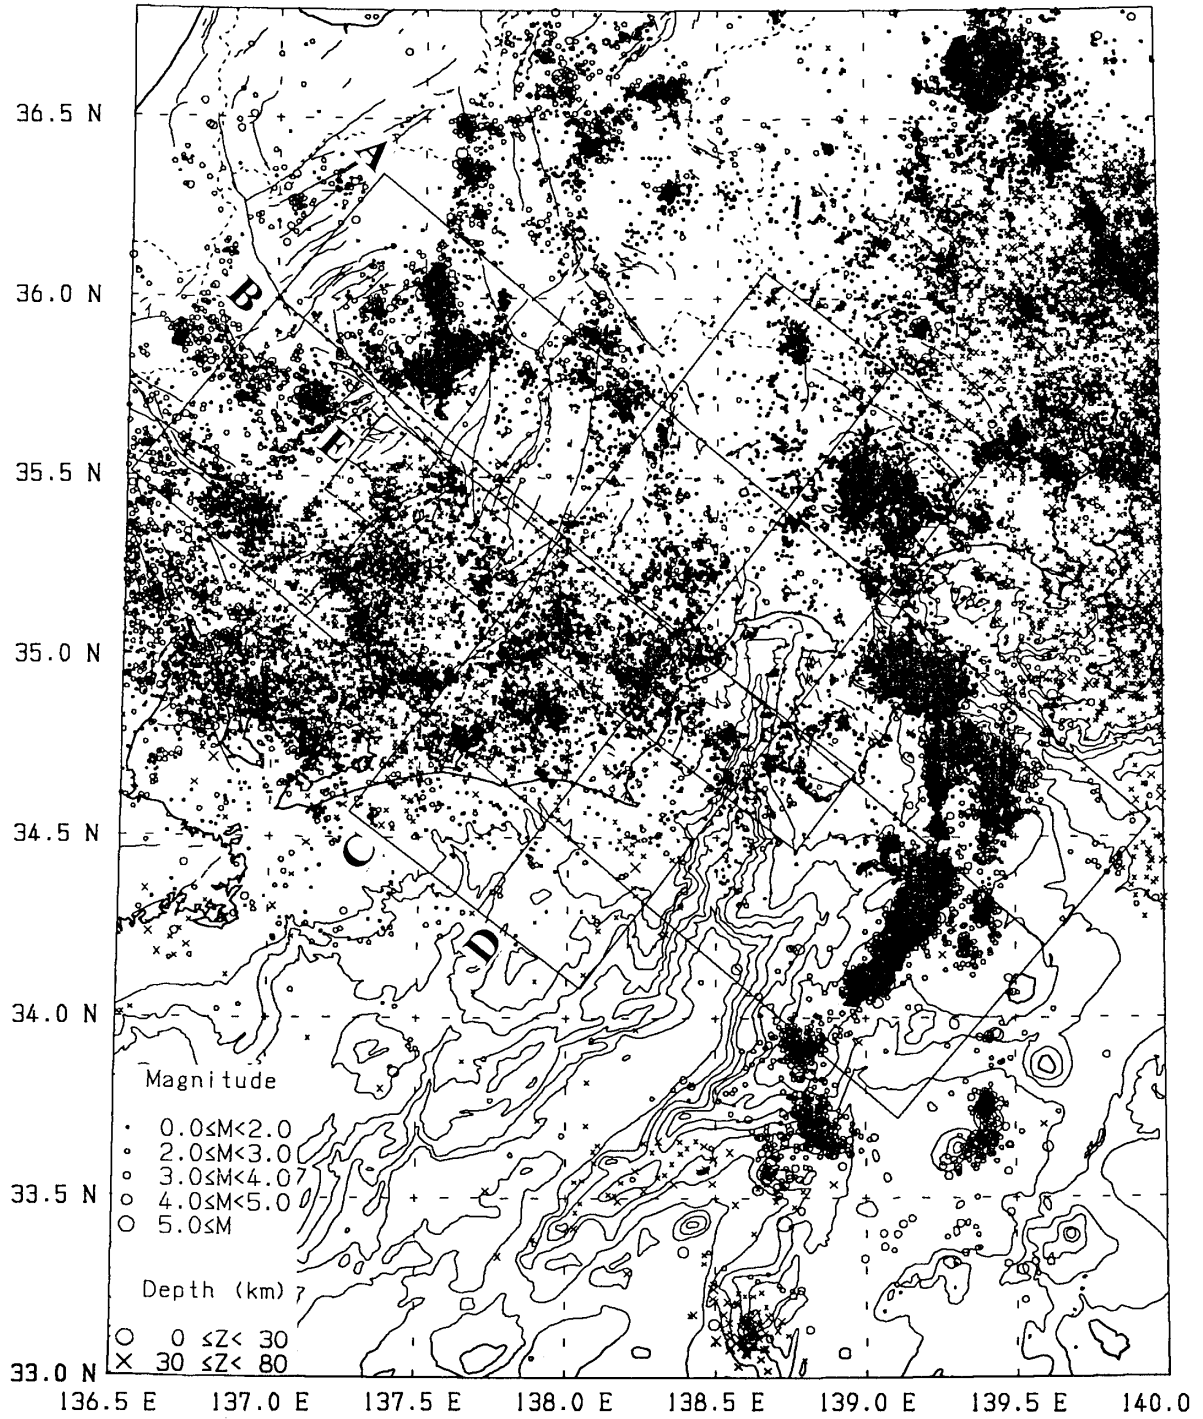 36.5 N
A
36.0 N
B
E
35.5 N
35.0 N
34.5 N
C
D
34.0 N
Magnitude
0.0≤M<2.0
2.0≤M<3.0
3.0≤M<4.07
4.0≤M<5.0
5.0≤M
33.5 N
Depth (km)
0 ≤Z< 30
30 ≤Z< 80
33.0 N
136.5 E 137.0 E 137.5 E 138.0 E 138.5 E 139.0 E 139.5 E 140.0